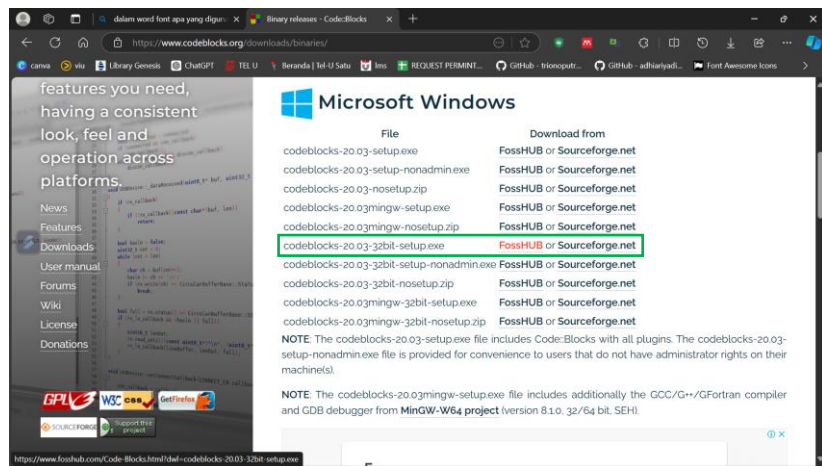 dalam word font apa yang digun
Binary releases - Code::Blocks
https://www.codeblocks.org/downloads/binaries/
canva
viu
Library Genesis
ChatGPT
TEL U
Beranda | Tel-U Satu
lms
REQUEST PERMINT...
GitHub - trionoputr...
GitHub - adhiariyadi...
Font Awesome Icons
features you need,
having a consistent
look, feel and
operation across
platforms.
News
Features
Downloads
User manual
Forums
Wiki
License
Donations
GPLV3
W3C css
GetFirefox
SOURCEFORGE
Support this
project
Microsoft Windows
File Download from
codeblocks-20.03-setup.exe FossHUB or Sourceforge.net
codeblocks-20.03-setup-nonadmin.exe FossHUB or Sourceforge.net
codeblocks-20.03-nosetup.zip FossHUB or Sourceforge.net
codeblocks-20.03mingw-setup.exe FossHUB or Sourceforge.net
codeblocks-20.03mingw-nosetup.zip FossHUB or Sourceforge.net
codeblocks-20.03-32bit-setup.exe FossHUB or Sourceforge.net
codeblocks-20.03-32bit-setup-nonadmin.exe FossHUB or Sourceforge.net
codeblocks-20.03-32bit-nosetup.zip FossHUB or Sourceforge.net
codeblocks-20.03mingw-32bit-setup.exe FossHUB or Sourceforge.net
codeblocks-20.03mingw-32bit-nosetup.zip FossHUB or Sourceforge.net
NOTE: The codeblocks-20.03-setup.exe file includes Code::Blocks with all plugins. The codeblocks-20.03-
setup-nonadmin.exe file is provided for convenience to users that do not have administrator rights on their
machine(s).
NOTE: The codeblocks-20.03mingw-setup.exe file includes additionally the GCC/G++/GFortran compiler
and GDB debugger from MinGW-W64 project (version 8.1.0, 32/64 bit, SEH).
https://www.fosshub.com/Code-Blocks.html?dwl=codeblocks-20.03-32bit-setup.exe